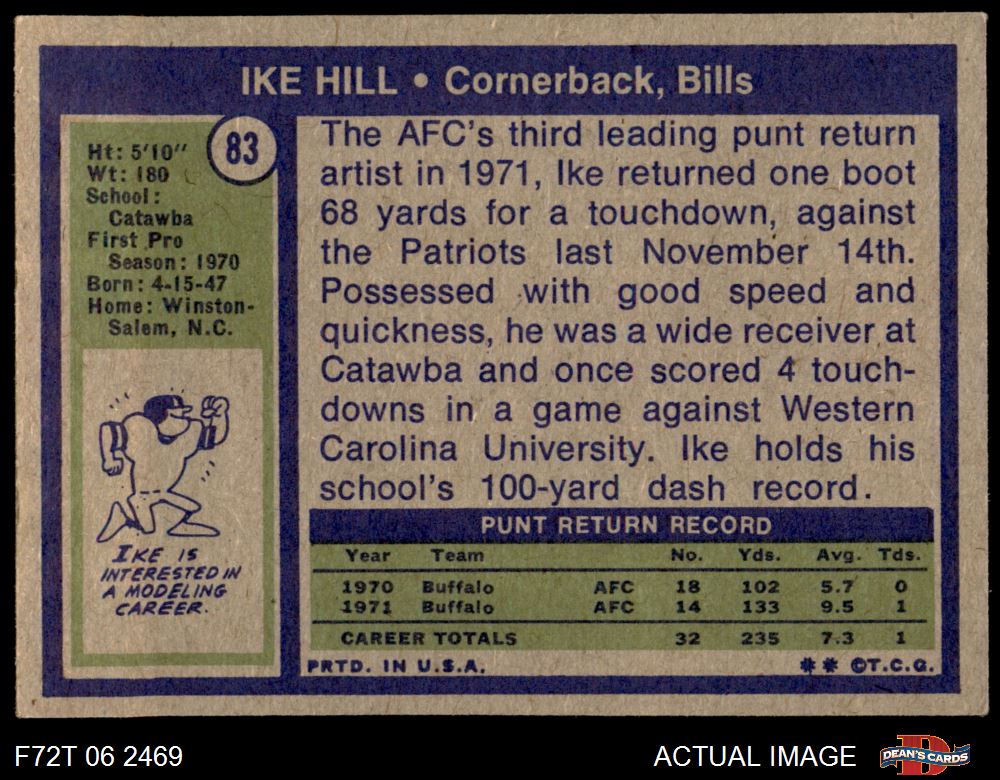 IKE HILL • Cornerback, Bills
83
Ht: 5'10"
Wt: 180
School:
Catawba
First Pro
Season: 1970
Born: 4-15-47
Home: Winston-
Salem, N.C.
IKE IS
INTERESTED IN
A MODELING
CAREER.
The AFC's third leading punt return
artist in 1971, Ike returned one boot
68 yards for a touchdown, against
the Patriots last November 14th.
Possessed with good speed and
quickness, he was a wide receiver at
Catawba and once scored 4 touch-
downs in a game against Western
Carolina University. Ike holds his
school's 100-yard dash record.
PUNT RETURN RECORD
Year Team No. Yds. Avg. Tds.
1970 Buffalo AFC 18 102 5.7 0
1971 Buffalo AFC 14 133 9.5 1
CAREER TOTALS 32 235 7.3 1
PRTD. IN U.S.A. ** ©T.C.G.
F72T 06 2469 ACTUAL IMAGE DEAN'S CARDS